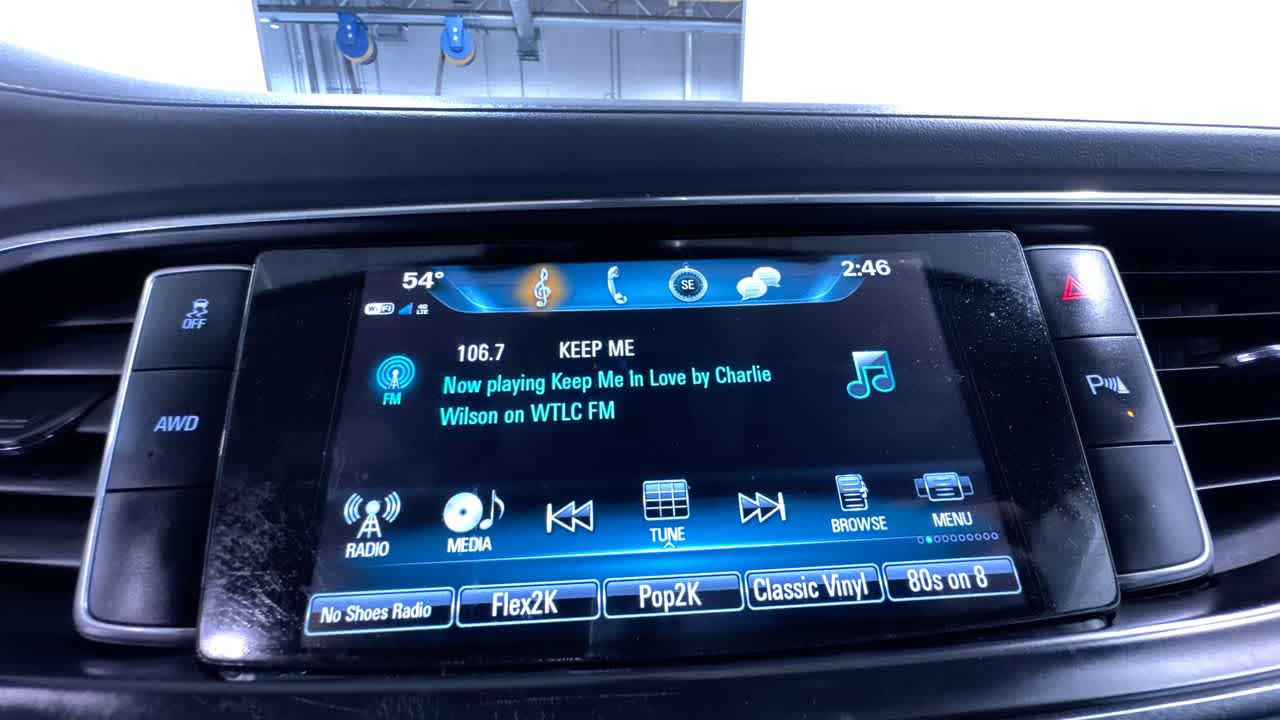 54° SE 2:46
WiFi 4G LTE
OFF
AWD
106.7 KEEP ME
FM
Now playing Keep Me In Love by Charlie
Wilson on WTLC FM
P
RADIO MEDIA TUNE BROWSE MENU
No Shoes Radio Flex2K Pop2K Classic Vinyl 80s on 8